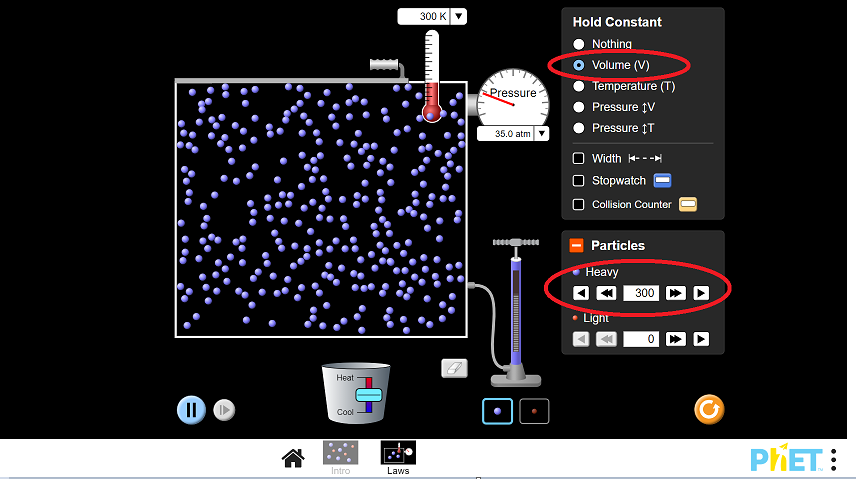 300 K
Pressure
35.0 atm
Hold Constant
Nothing
Volume (V)
Temperature (T)
Pressure ↕V
Pressure ↕T
Width
Stopwatch
Collision Counter
Particles
Heavy
300
Light
0
Heat
Cool
Intro
Laws
PhET